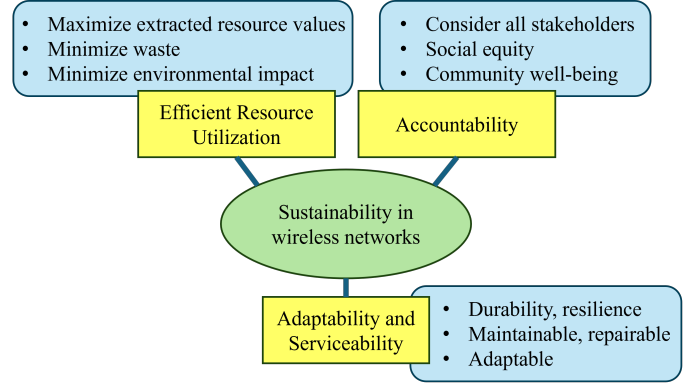 • Maximize extracted resource values
• Minimize waste
• Minimize environmental impact
Efficient Resource
Utilization
• Consider all stakeholders
• Social equity
• Community well-being
Accountability
Sustainability in
wireless networks
Adaptability and
Serviceability
• Durability, resilience
• Maintainable, repairable
• Adaptable